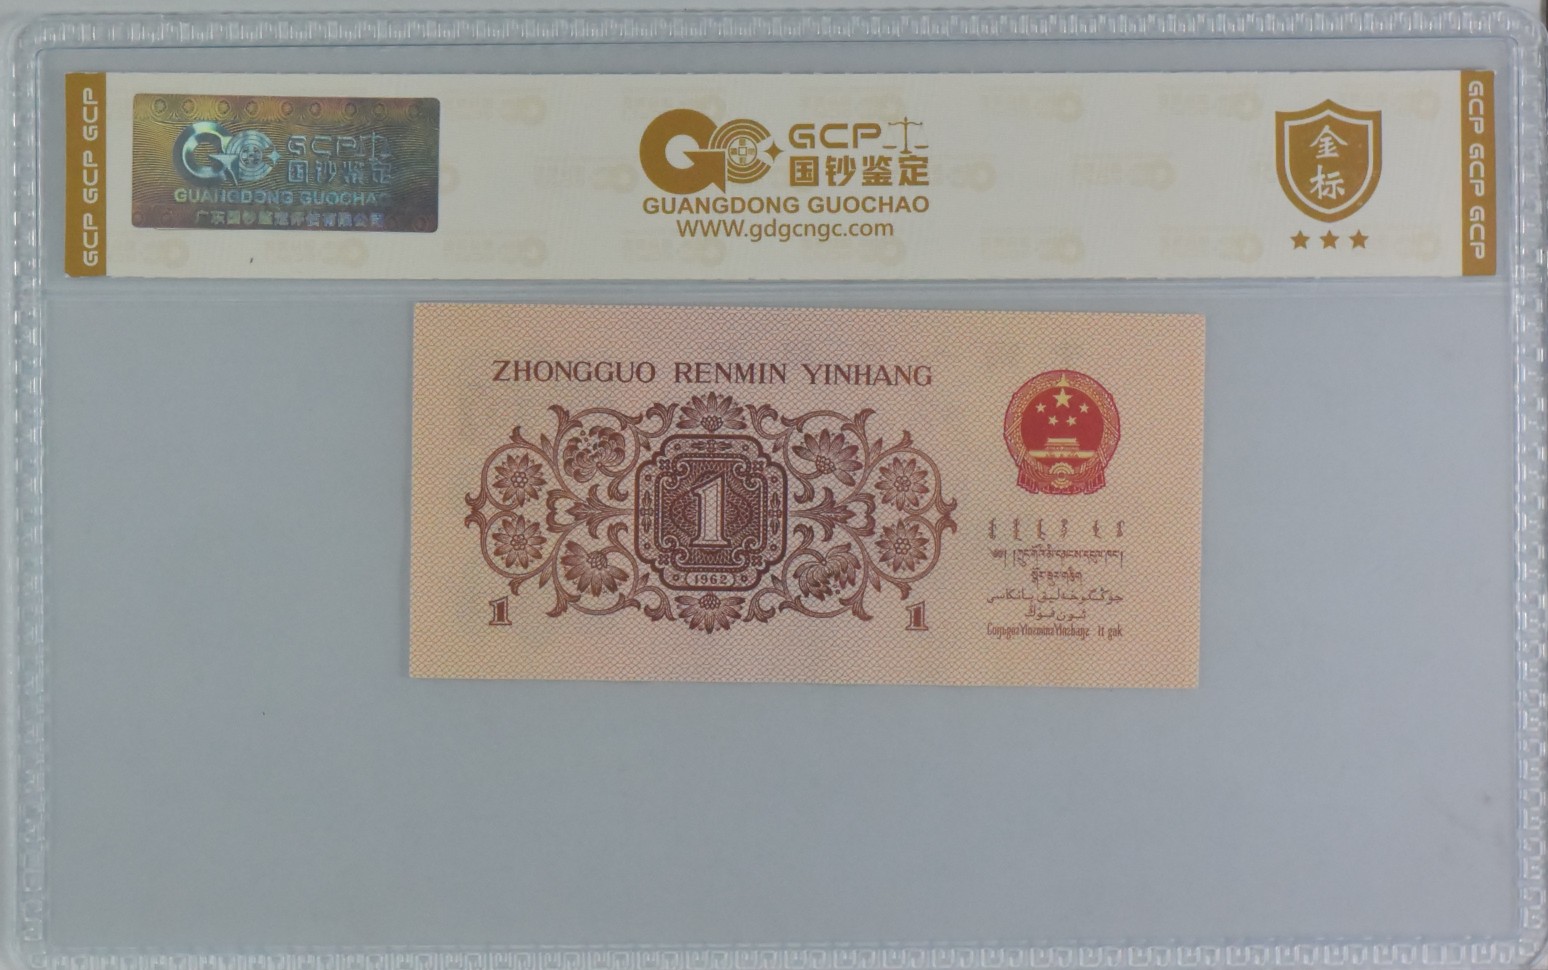 GCP GCP GCP
GCP
国钞鉴定
GUANGDONG GUOCHAO
广东国钞鉴定评估有限公司
GCP
国钞鉴定
GUANGDONG GUOCHAO
WWW.gdgcngc.com
金标
GCP GCP GCP
ZHONGGUO RENMIN YINHANG
1
1962
1
1